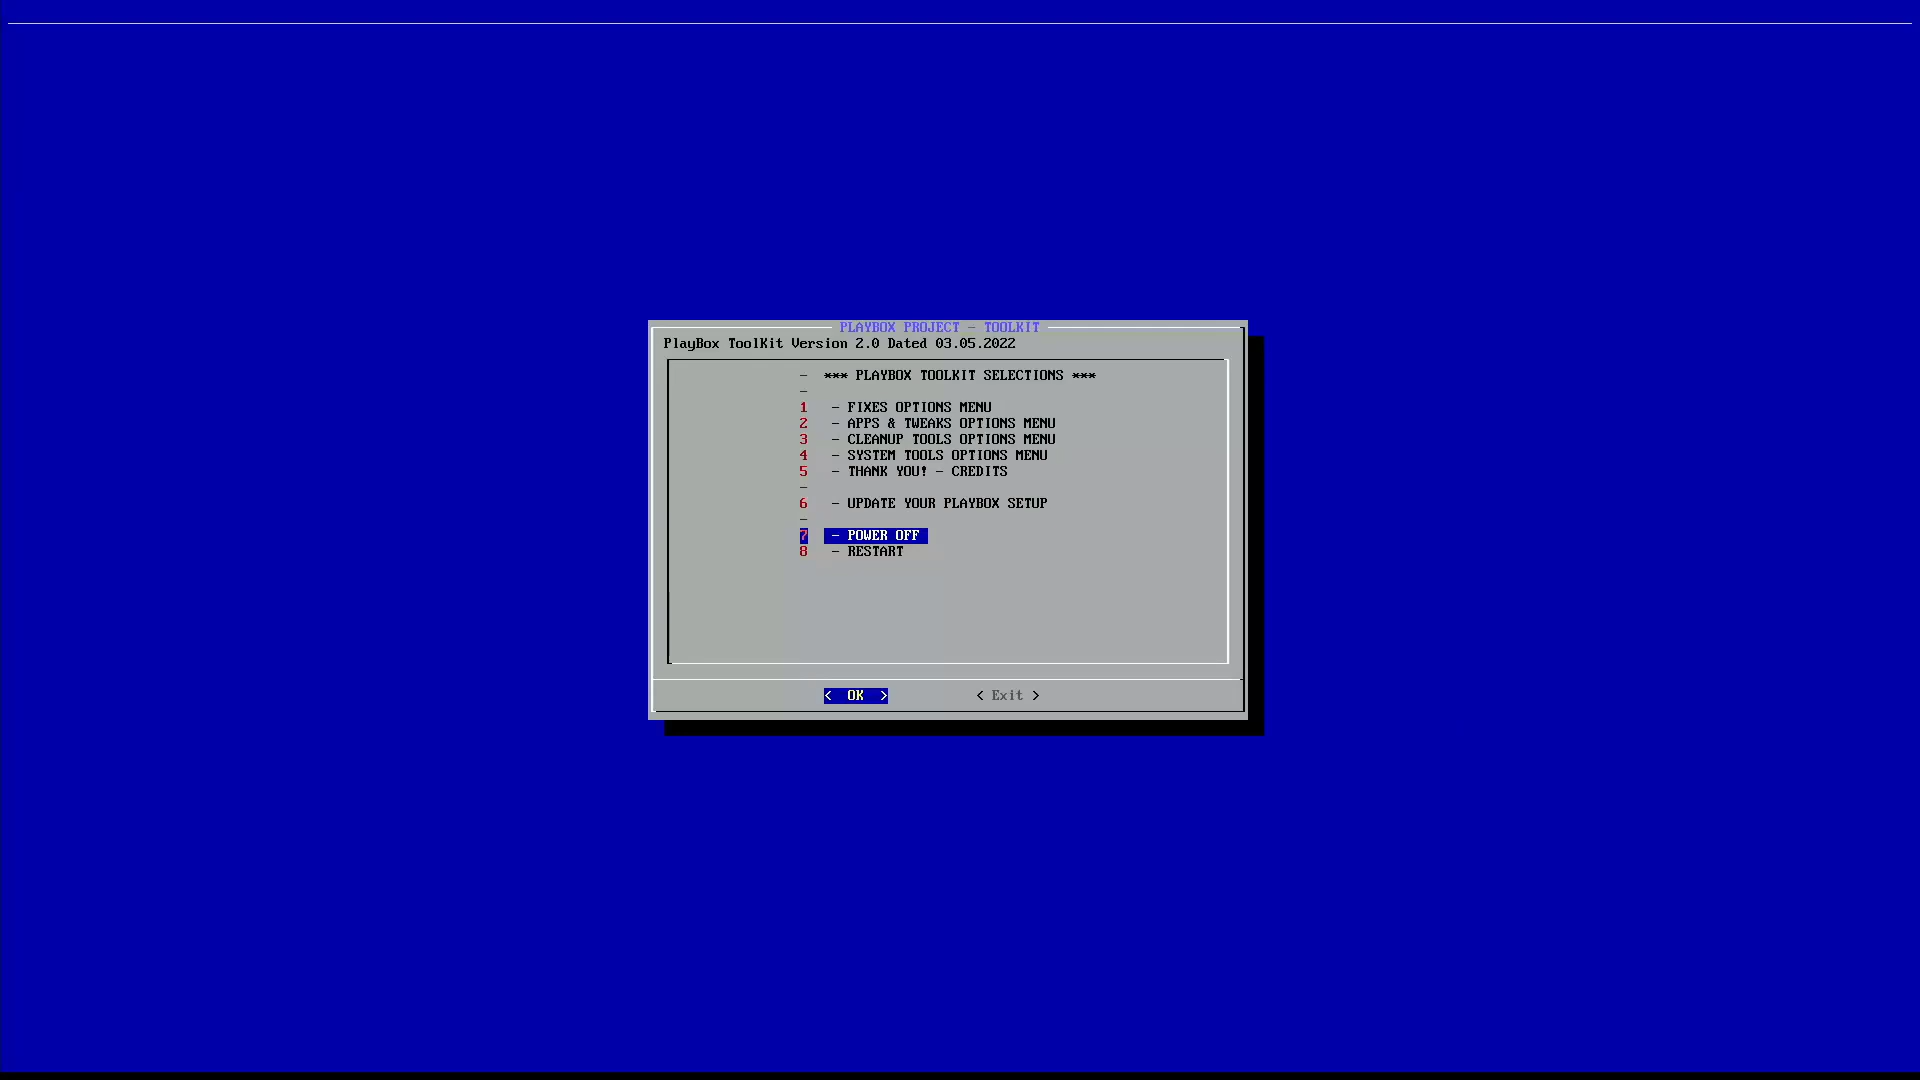 PLAYBOX PROJECT - TOOLKIT
PlayBox ToolKit Version 2.0 Dated 03.05.2022
- *** PLAYBOX TOOLKIT SELECTIONS ***
-
1 - FIXES OPTIONS MENU
2 - APPS & TWEAKS OPTIONS MENU
3 - CLEANUP TOOLS OPTIONS MENU
4 - SYSTEM TOOLS OPTIONS MENU
5 - THANK YOU! - CREDITS
-
6 - UPDATE YOUR PLAYBOX SETUP
-
7 - POWER OFF
8 - RESTART
< OK > < Exit >